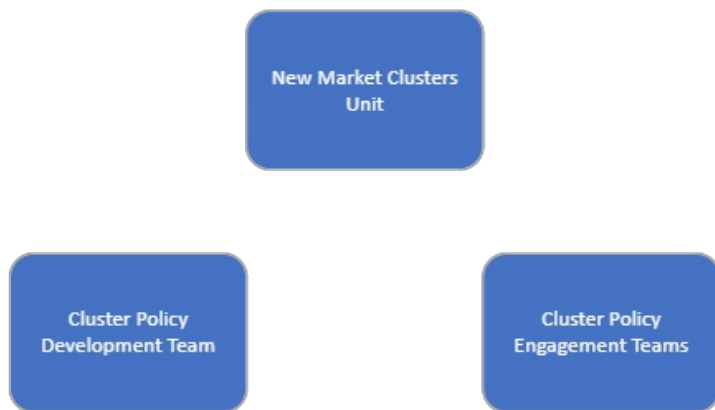 New Market Clusters
Unit
Cluster Policy
Development Team
Cluster Policy
Engagement Teams